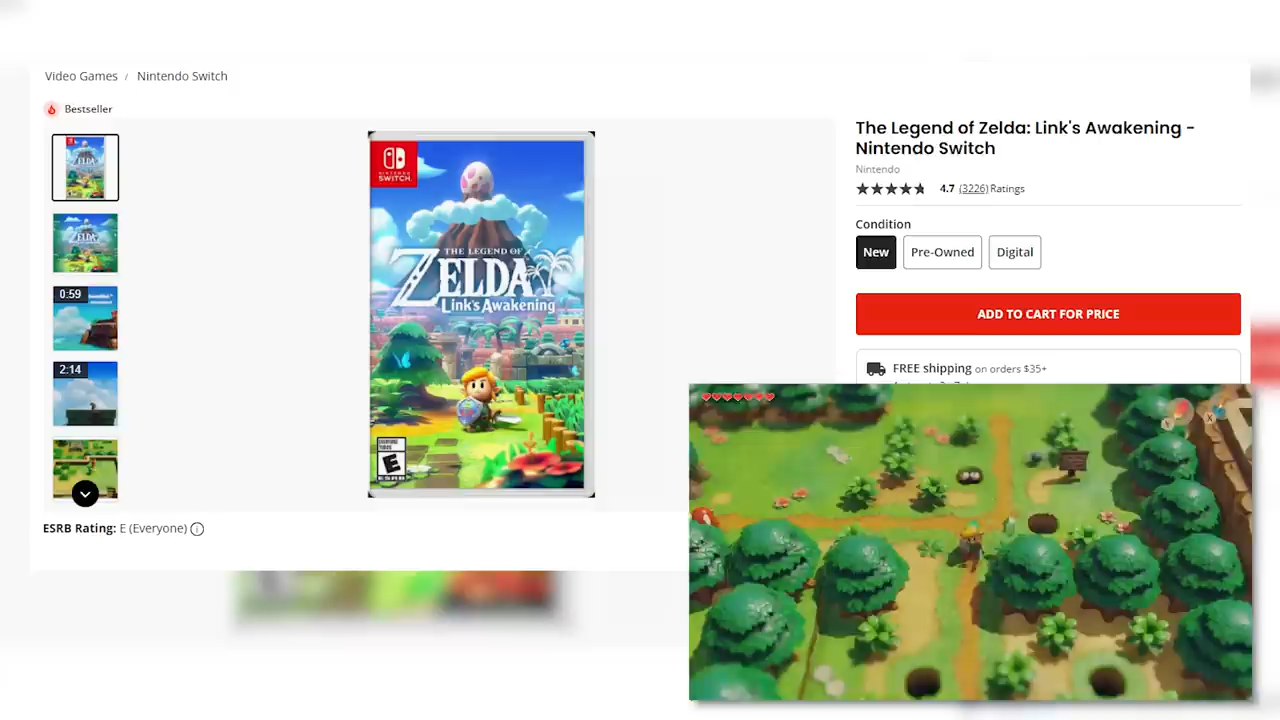 Video Games / Nintendo Switch
Bestseller
0:59
2:14
NINTENDO
SWITCH
THE LEGEND OF
ZELDA
Link's Awakening
EVERYONE
E
ESRB Rating: E (Everyone)
The Legend of Zelda: Link's Awakening -
Nintendo Switch
Nintendo
4.7 (3226) Ratings
Condition
New Pre-Owned Digital
ADD TO CART FOR PRICE
FREE shipping on orders $35+
Y X